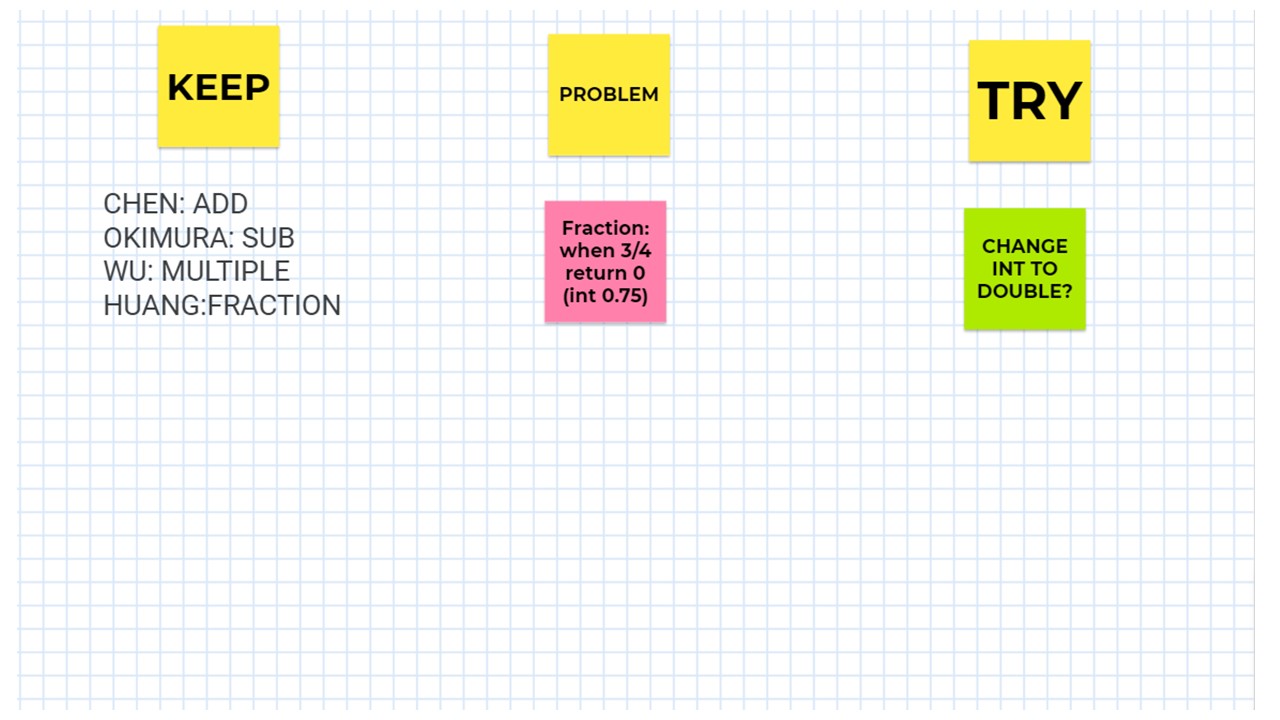 KEEP
PROBLEM
TRY
CHEN: ADD
OKIMURA: SUB
WU: MULTIPLE
HUANG:FRACTION
Fraction:
when 3/4
return 0
(int 0.75)
CHANGE
INT TO
DOUBLE?